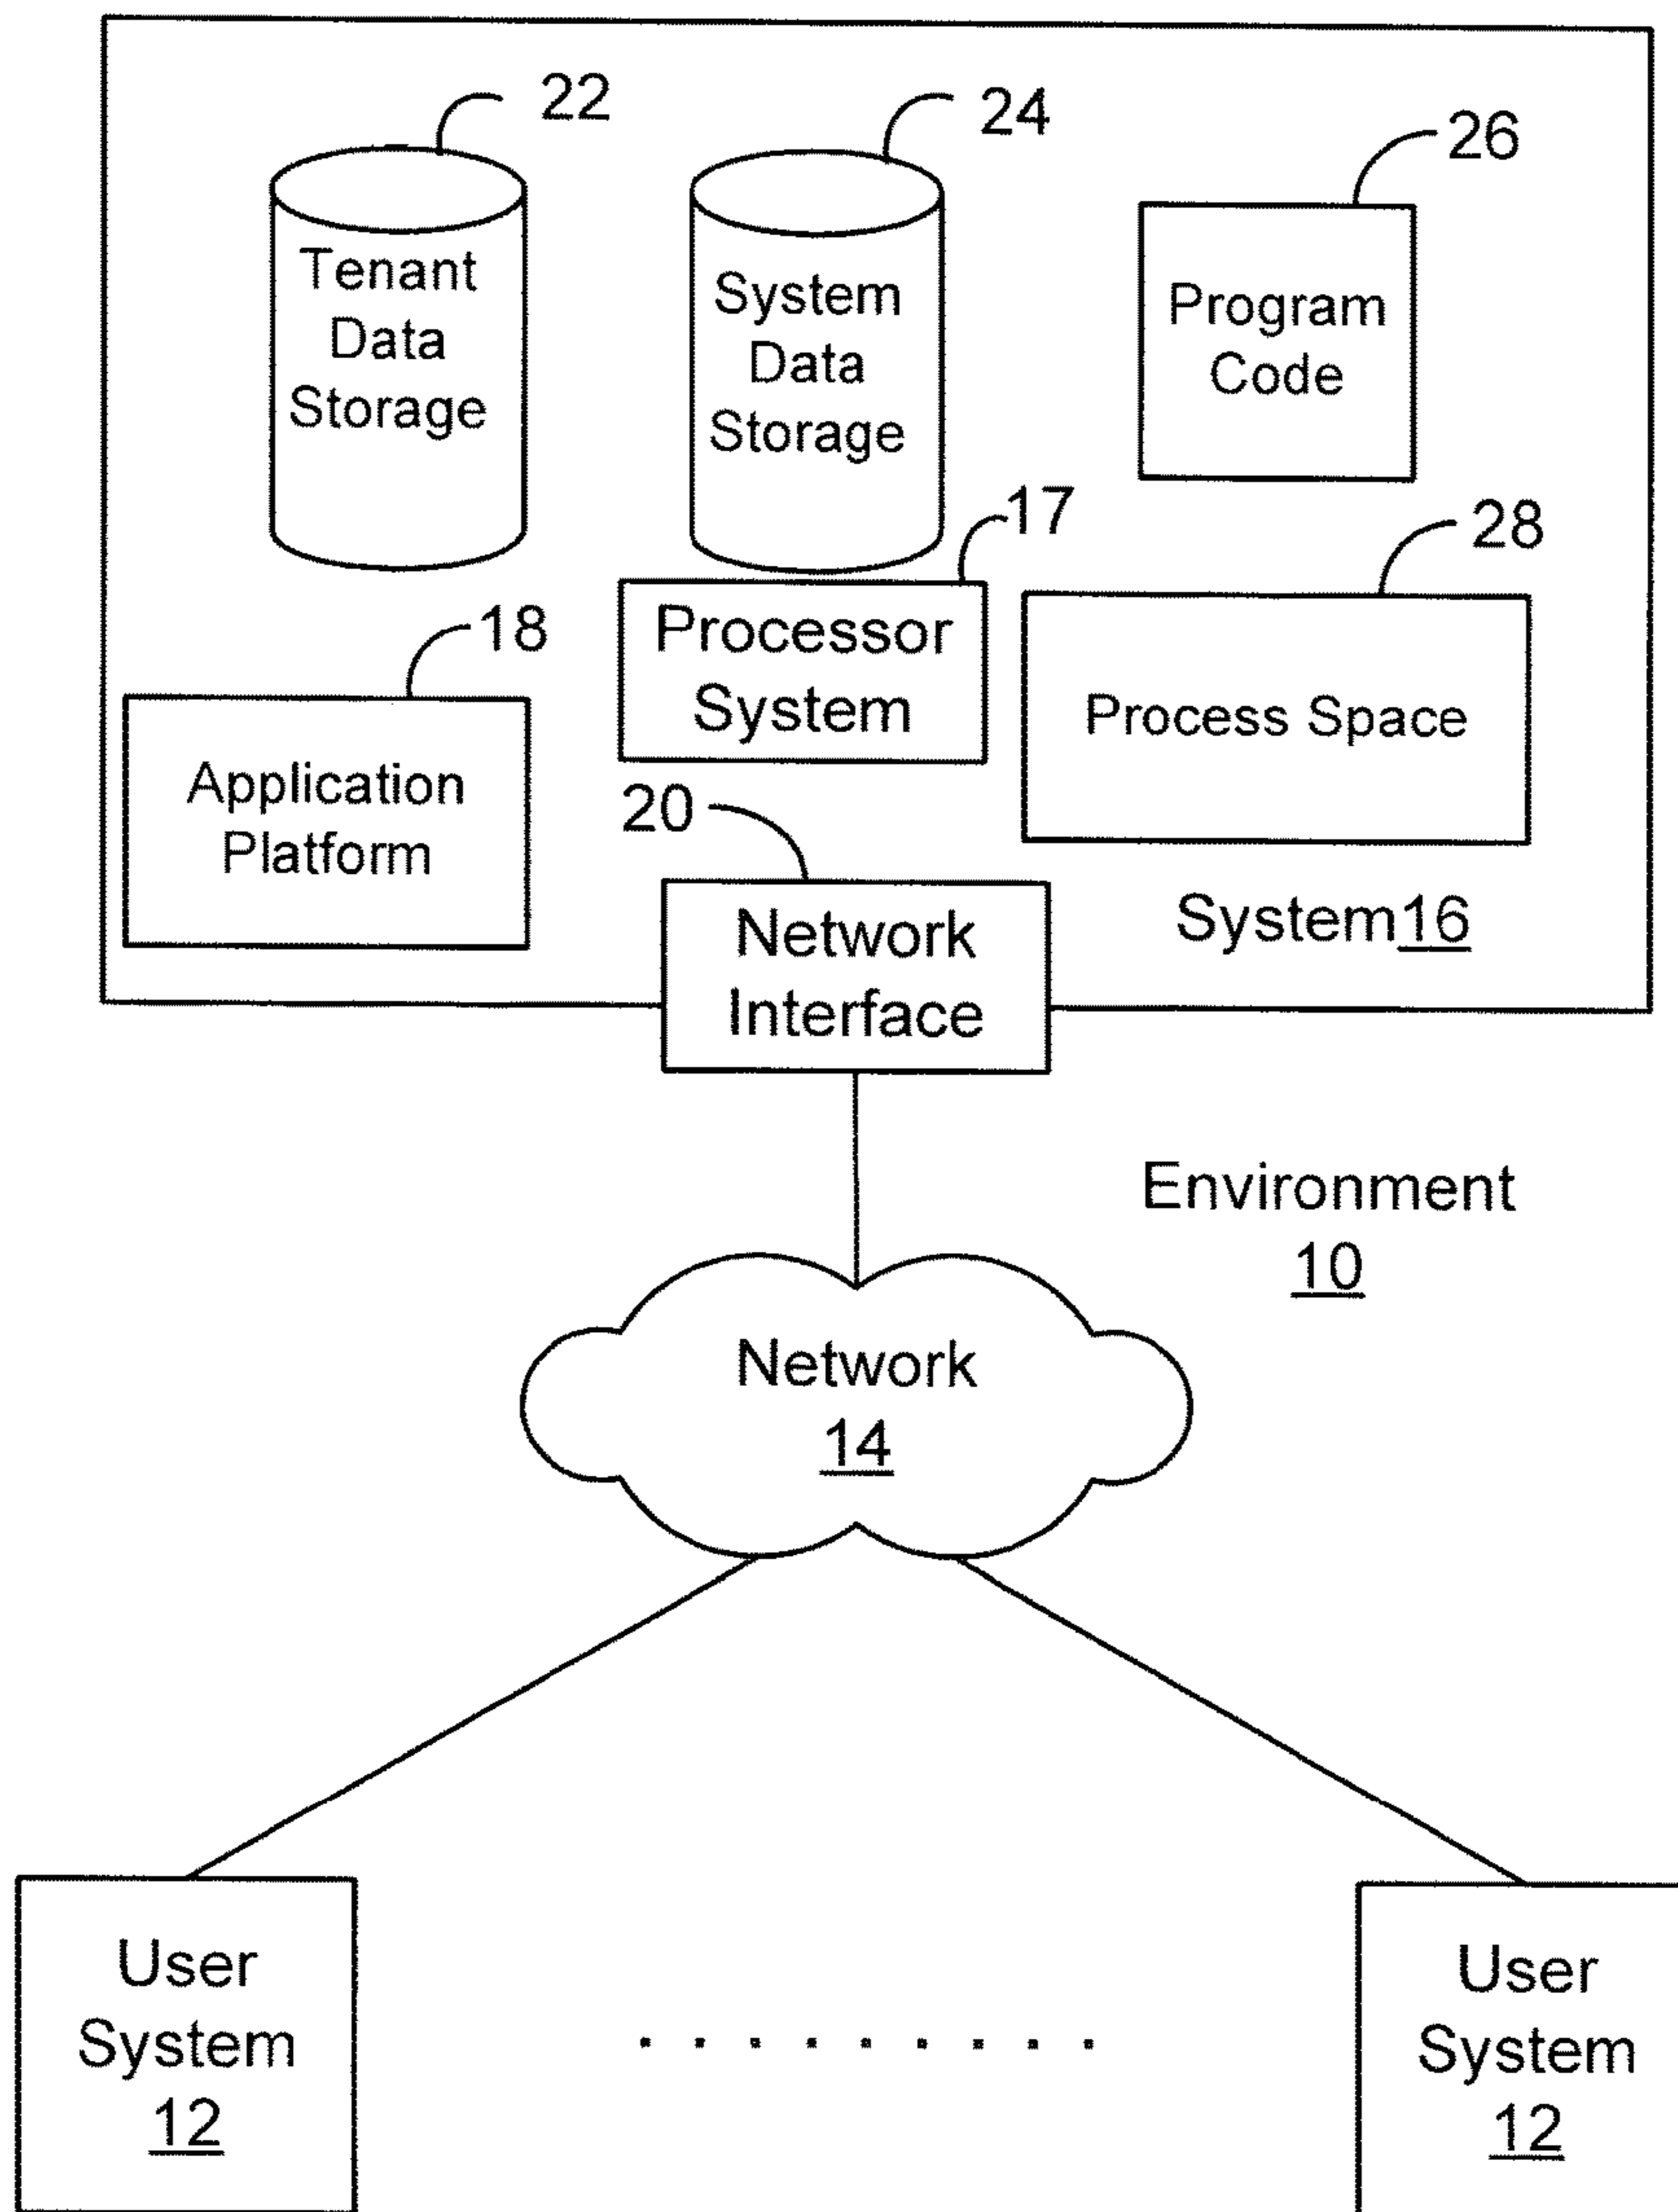 22
24
26
Tenant
Data
Storage
System
Data
Storage
Program
Code
17
28
18
Processor
System
Process Space
Application
Platform
20
Network
Interface
System16
Environment
10
Network
14
User
System
12
User
System
12